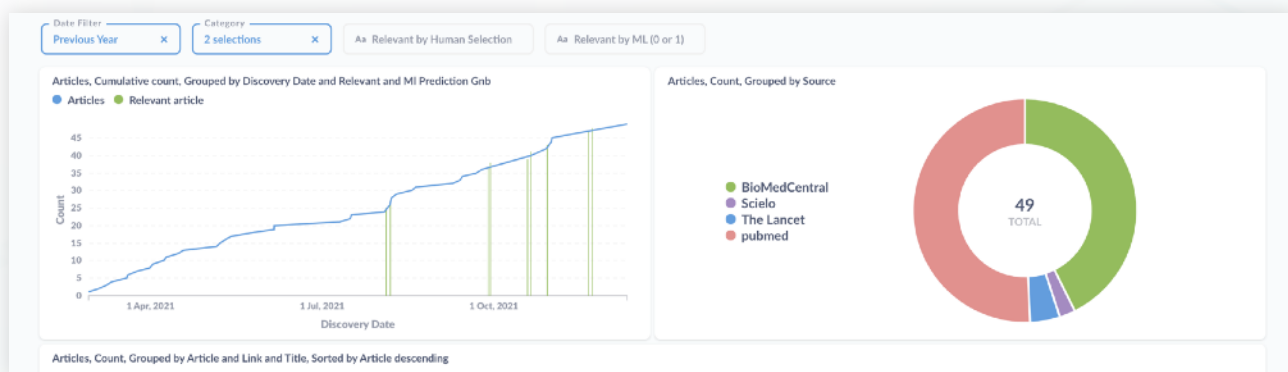 Date Filter
Previous Year ×
Category
2 selections ×
Aa Relevant by Human Selection
Aa Relevant by ML (0 or 1)
Articles, Cumulative count, Grouped by Discovery Date and Relevant and Ml Prediction Gnb
Articles
Relevant article
45
40
35
30
25
20
15
10
5
0
Count
1 Apr, 2021
1 Jul, 2021
1 Oct, 2021
Discovery Date
Articles, Count, Grouped by Source
BioMedCentral
Scielo
The Lancet
pubmed
49
TOTAL
Articles, Count, Grouped by Article and Link and Title, Sorted by Article descending